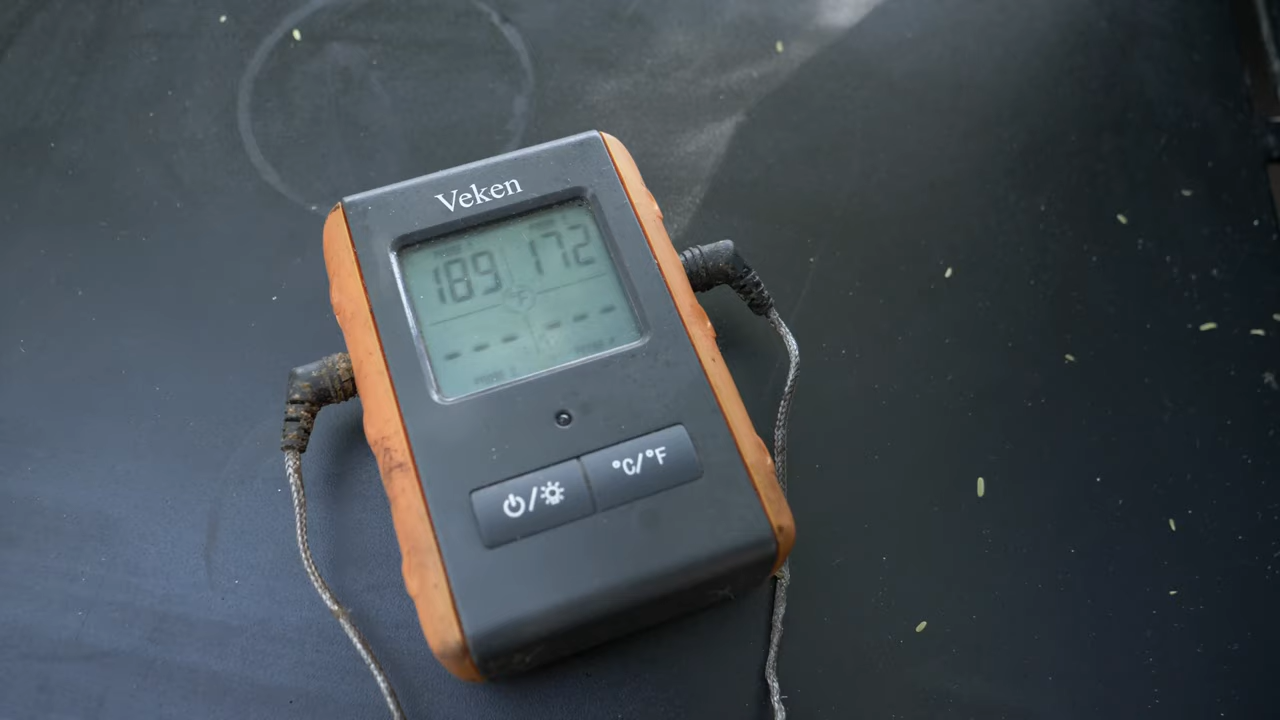 Veken
189 172
°F
- - - - - -
°C/°F